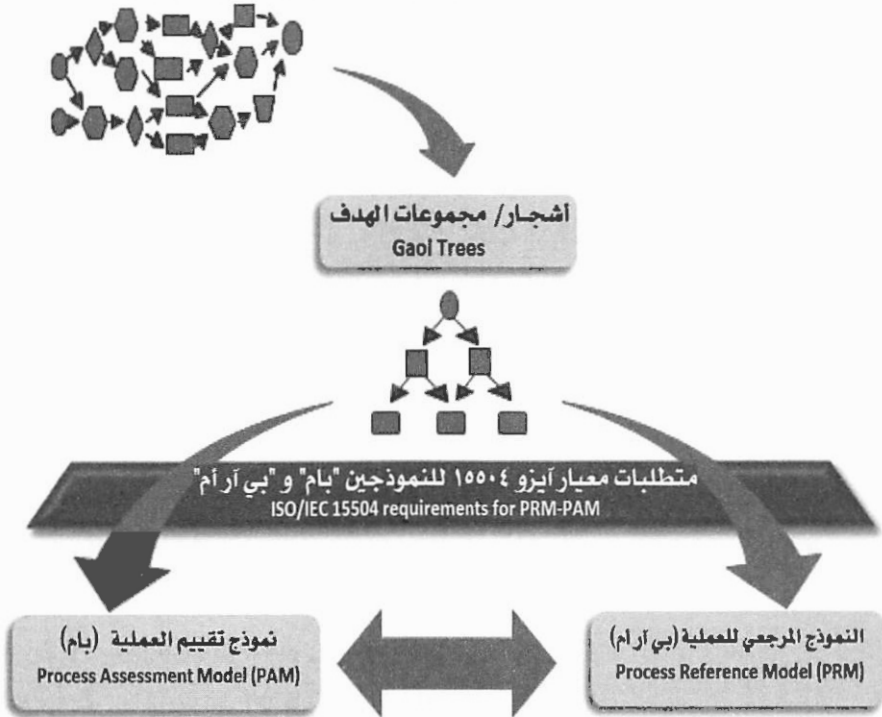 أشجار/ مجموعات الهدف
Gaol Trees
متطلبات معيار آيزو ١٥٥٠٤ للنموذجين "بام" و "بي آر أم"
ISO/IEC 15504 requirements for PRM-PAM
النموذج المرجعي للعملية (بي آر ام)
Process Reference Model (PRM)
نموذج تقييم العملية (بام)
Process Assessment Model (PAM)